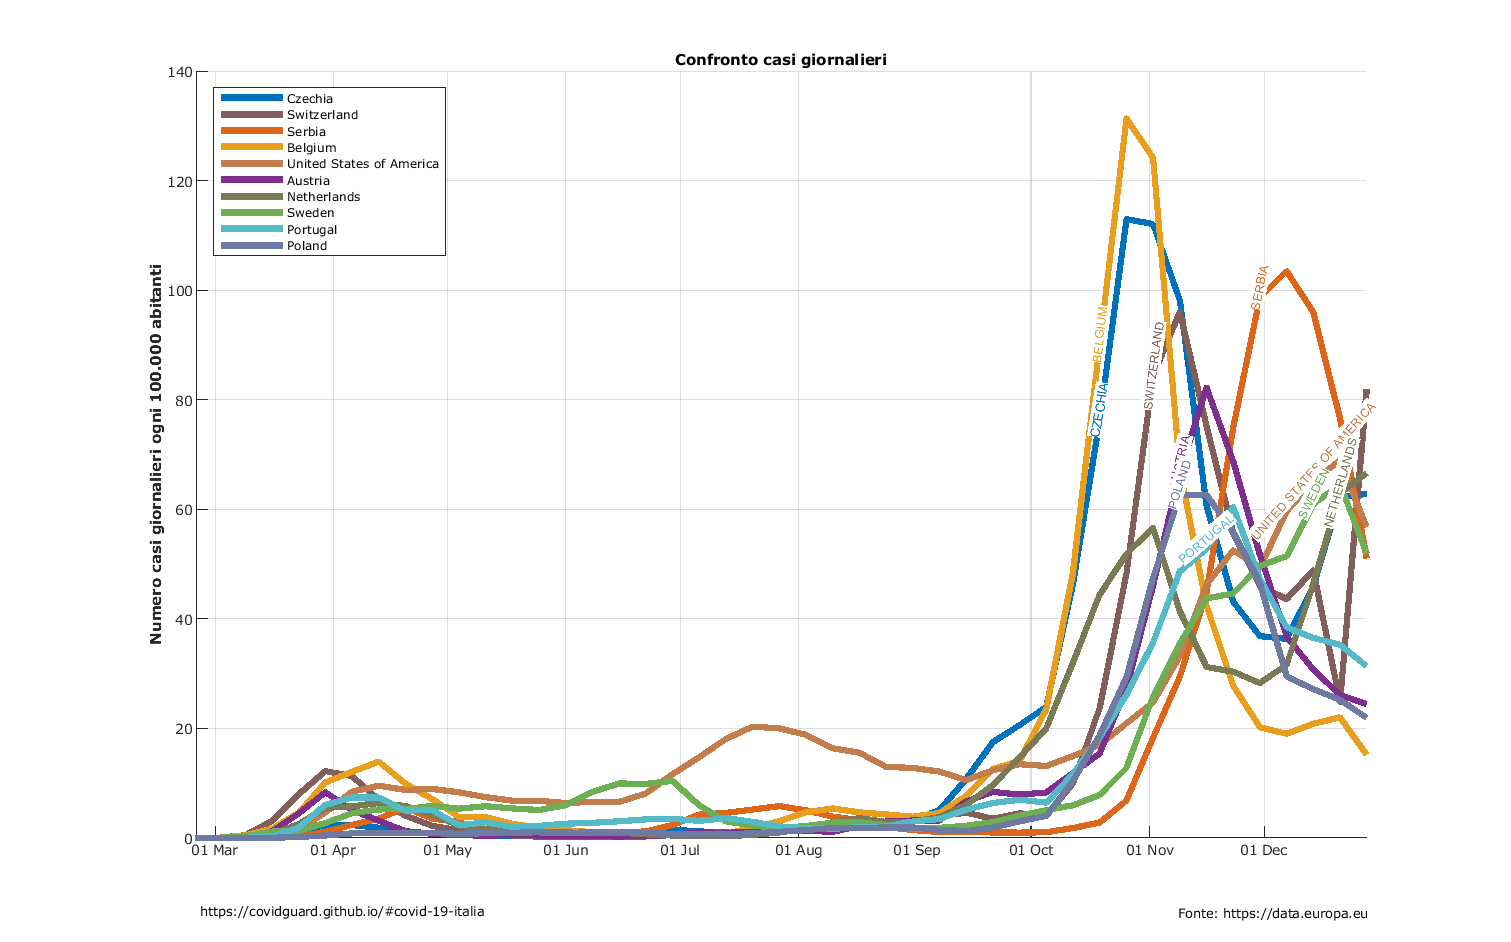 Confronto casi giornalieri
Numero casi giornalieri ogni 100.000 abitanti
140
120
100
80
60
40
20
0
Czechia
Switzerland
Serbia
Belgium
United States of America
Austria
Netherlands
Sweden
Portugal
Poland
BELGIUM
CZECHIA
SWITZERLAND
POLAND
PORTUGAL
SERBIA
UNITED STATES OF AMERICA
SWEDEN
NETHERLANDS
01 Mar
01 Apr
01 May
01 Jun
01 Jul
01 Aug
01 Sep
01 Oct
01 Nov
01 Dec
https://covidguard.github.io/#covid-19-italia
Fonte: https://data.europa.eu